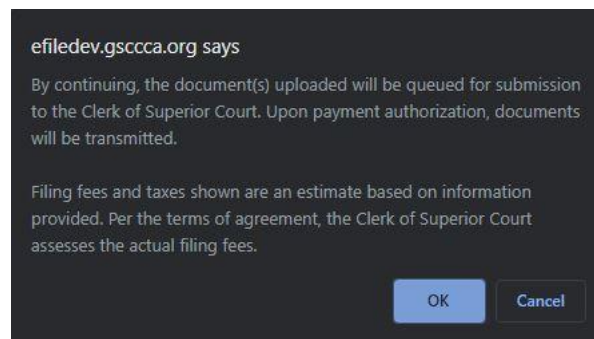 efiledev.gsccca.org says
By continuing, the document(s) uploaded will be queued for submission
to the Clerk of Superior Court. Upon payment authorization, documents
will be transmitted.
Filing fees and taxes shown are an estimate based on information
provided. Per the terms of agreement, the Clerk of Superior Court
assesses the actual filing fees.
OK Cancel